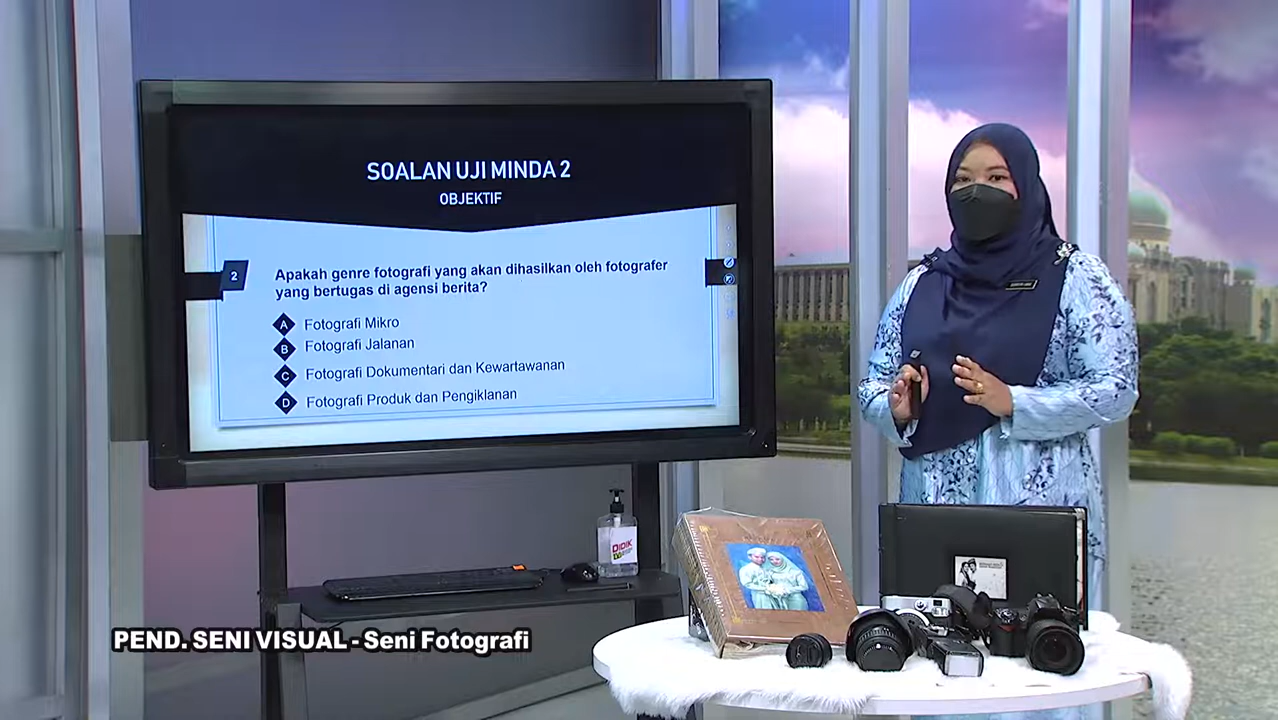 SOALAN UJI MINDA 2
OBJEKTIF
2
Apakah genre fotografi yang akan dihasilkan oleh fotografer
yang bertugas di agensi berita?
A Fotografi Mikro
B Fotografi Jalanan
C Fotografi Dokumentari dan Kewartawanan
D Fotografi Produk dan Pengiklanan
DIDIK
PEND. SENI VISUAL - Seni Fotografi